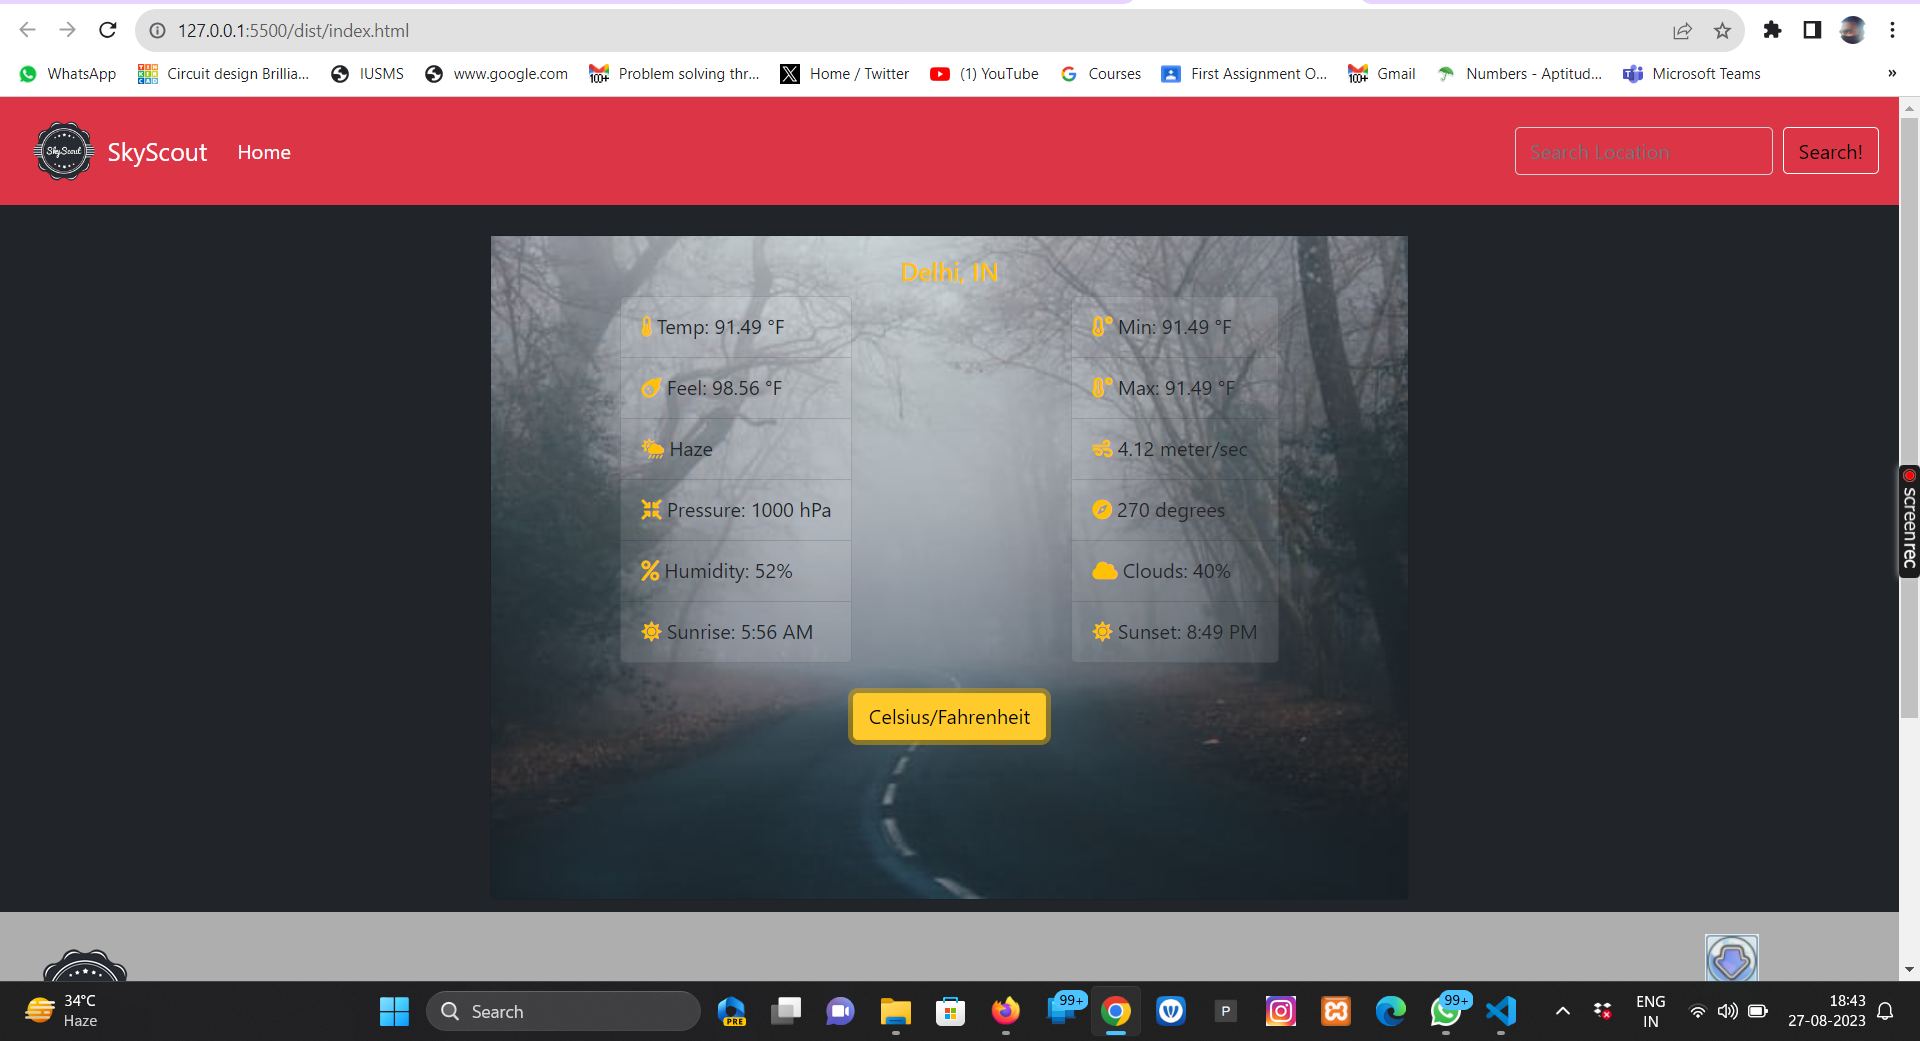 127.0.0.1:5500/dist/index.html
WhatsApp
Circuit design Brillia...
IUSMS
www.google.com
100+
Problem solving thr...
Home / Twitter
(1) YouTube
Courses
First Assignment O...
100+
Gmail
Numbers - Aptitud...
Microsoft Teams
»
SkyScout
SkyScout
Home
Search Location
Search!
Delhi, IN
Temp: 91.49 °F
Min: 91.49 °F
Feel: 98.56 °F
Max: 91.49 °F
Haze
4.12 meter/sec
Pressure: 1000 hPa
270 degrees
Humidity: 52%
Clouds: 40%
Sunrise: 5:56 AM
Sunset: 8:49 PM
Celsius/Fahrenheit
screenrec
34°C
Haze
Search
PRE
99+
P
99+
ENG
IN
18:43
27-08-2023